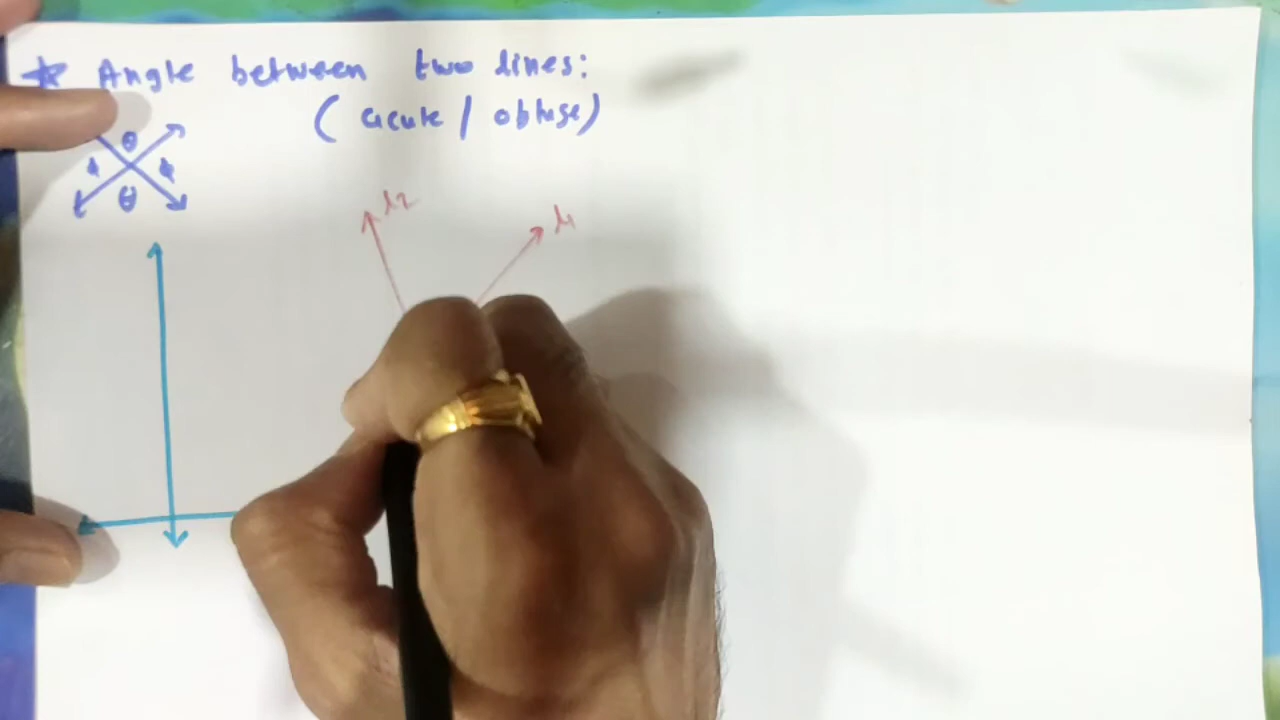 ★ Angle between two lines:
(acute / obtuse)
θ
ϕ ϕ
θ
l2 l1